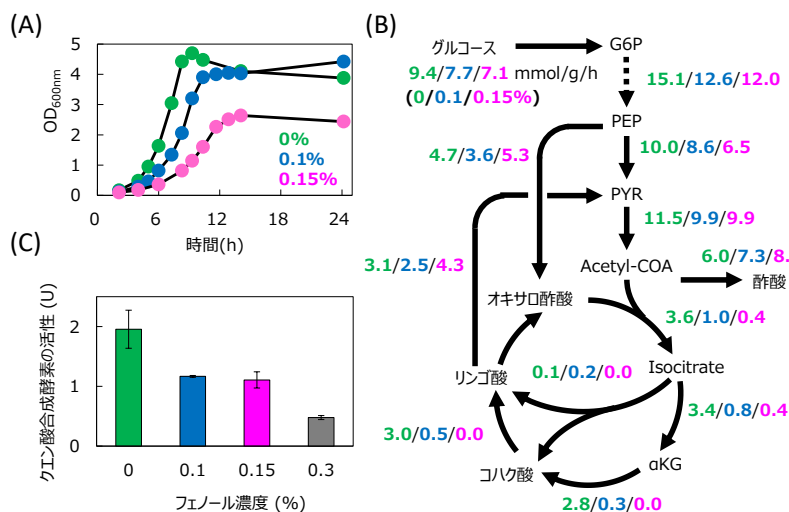 (A)
OD600nm
5
4
3
2
1
0
0
6
12
18
24
時間(h)
0%
0.1%
0.15%
(B)
グルコース
G6P
9.4/7.7/7.1 mmol/g/h
(0/0.1/0.15%)
15.1/12.6/12.0
PEP
4.7/3.6/5.3
10.0/8.6/6.5
PYR
11.5/9.9/9.9
3.1/2.5/4.3
Acetyl-COA
6.0/7.3/8.
酢酸
オキサロ酢酸
3.6/1.0/0.4
リンゴ酸
0.1/0.2/0.0
Isocitrate
3.4/0.8/0.4
3.0/0.5/0.0
コハク酸
αKG
2.8/0.3/0.0
(C)
クエン酸合成酵素の活性 (U)
2
1
0
0
0.1
0.15
0.3
フェノール濃度 (%)